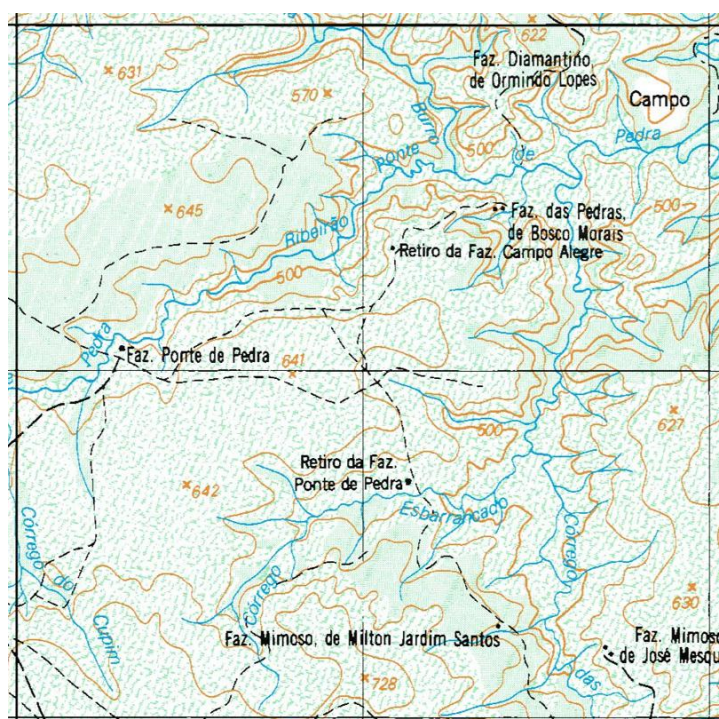 622
Faz. Diamantino,
de Ormindo Lopes
631
570
Campo
Burro
Ponte
de
Pedra
500
645
Faz. das Pedras,
de Bosco Morais
500
Ribeirão
Retiro da Faz. Campo Alegre
500
Pedra
Faz. Ponte de Pedra
641
627
500
Retiro da Faz.
Ponte de Pedra
642
Esbarrancado
Córrego do
Cupim
Córrego
Córrego
630
Faz. Mimoso, de Milton Jardim Santos
Faz. Mimoso
de José Mesqu
das
728